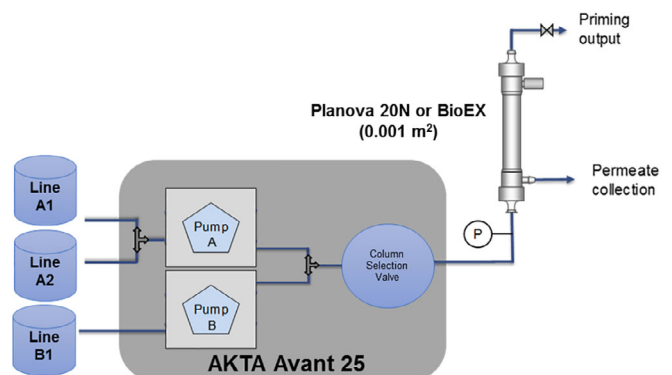 Priming
output
Planova 20N or BioEX
(0.001 m²)
Permeate
collection
P
Line
A1
Line
A2
Line
B1
Pump
A
Pump
B
Column
Selection
Valve
AKTA Avant 25